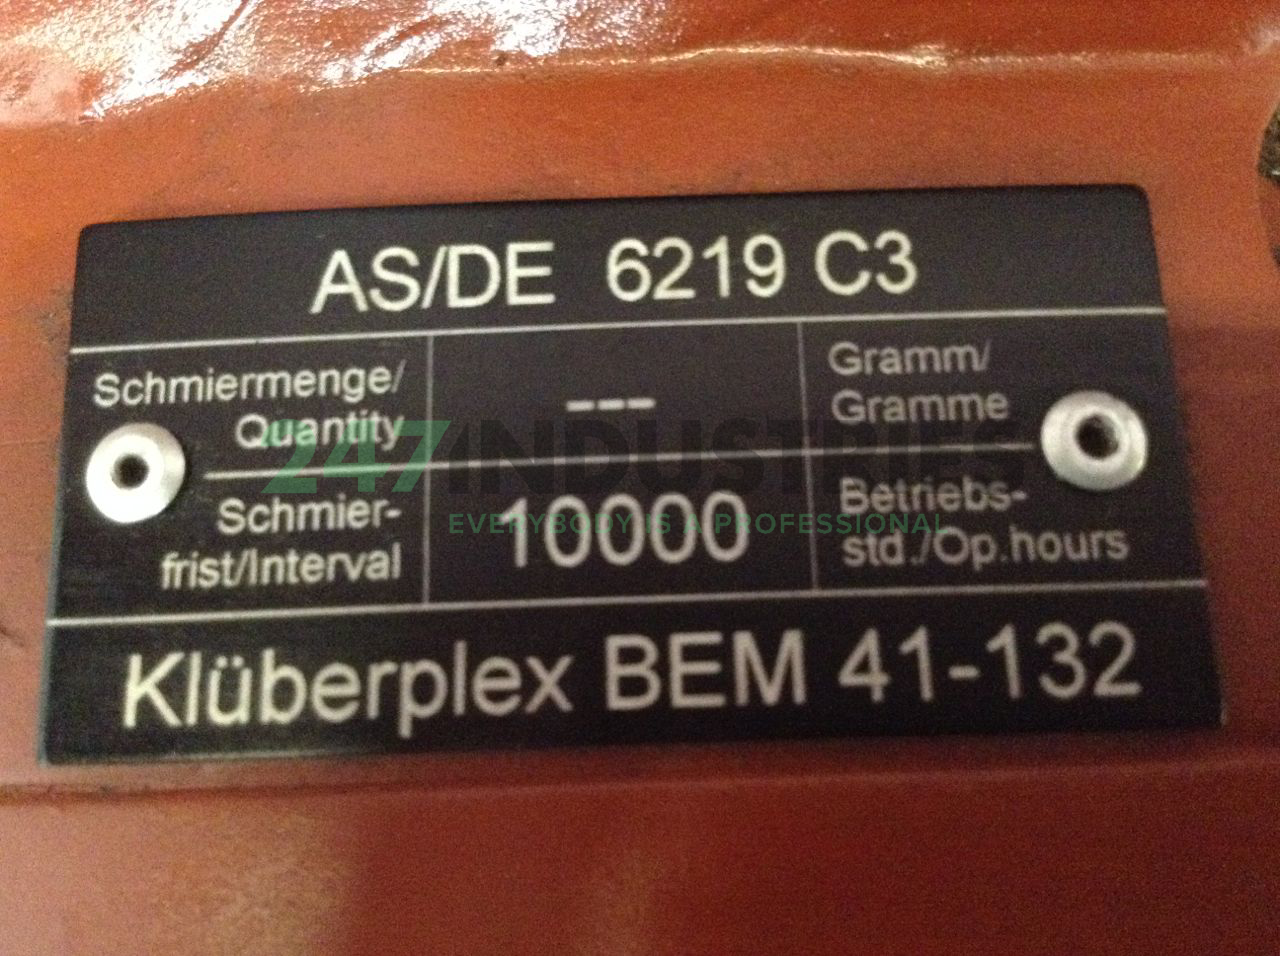 AS/DE 6219 C3
Schmiermenge/
Quantity
---
Gramm/
Gramme
Schmier-
frist/Interval
10000
Betriebs-
std./Op.hours
Klüberplex BEM 41-132
247INDUSTRIES
EVERYBODY IS A PROFESSIONAL